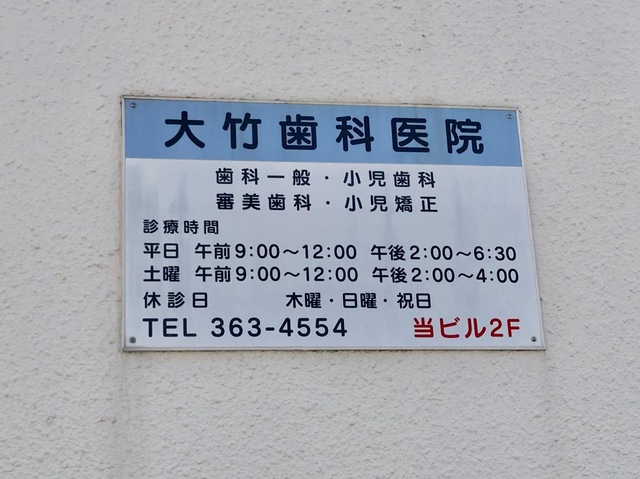 大竹歯科医院
歯科一般・小児歯科
審美歯科・小児矯正
診療時間
平日 午前9:00～12:00 午後2:00～6:30
土曜 午前9:00～12:00 午後2:00～4:00
休診日 木曜・日曜・祝日
TEL 363-4554 当ビル2F